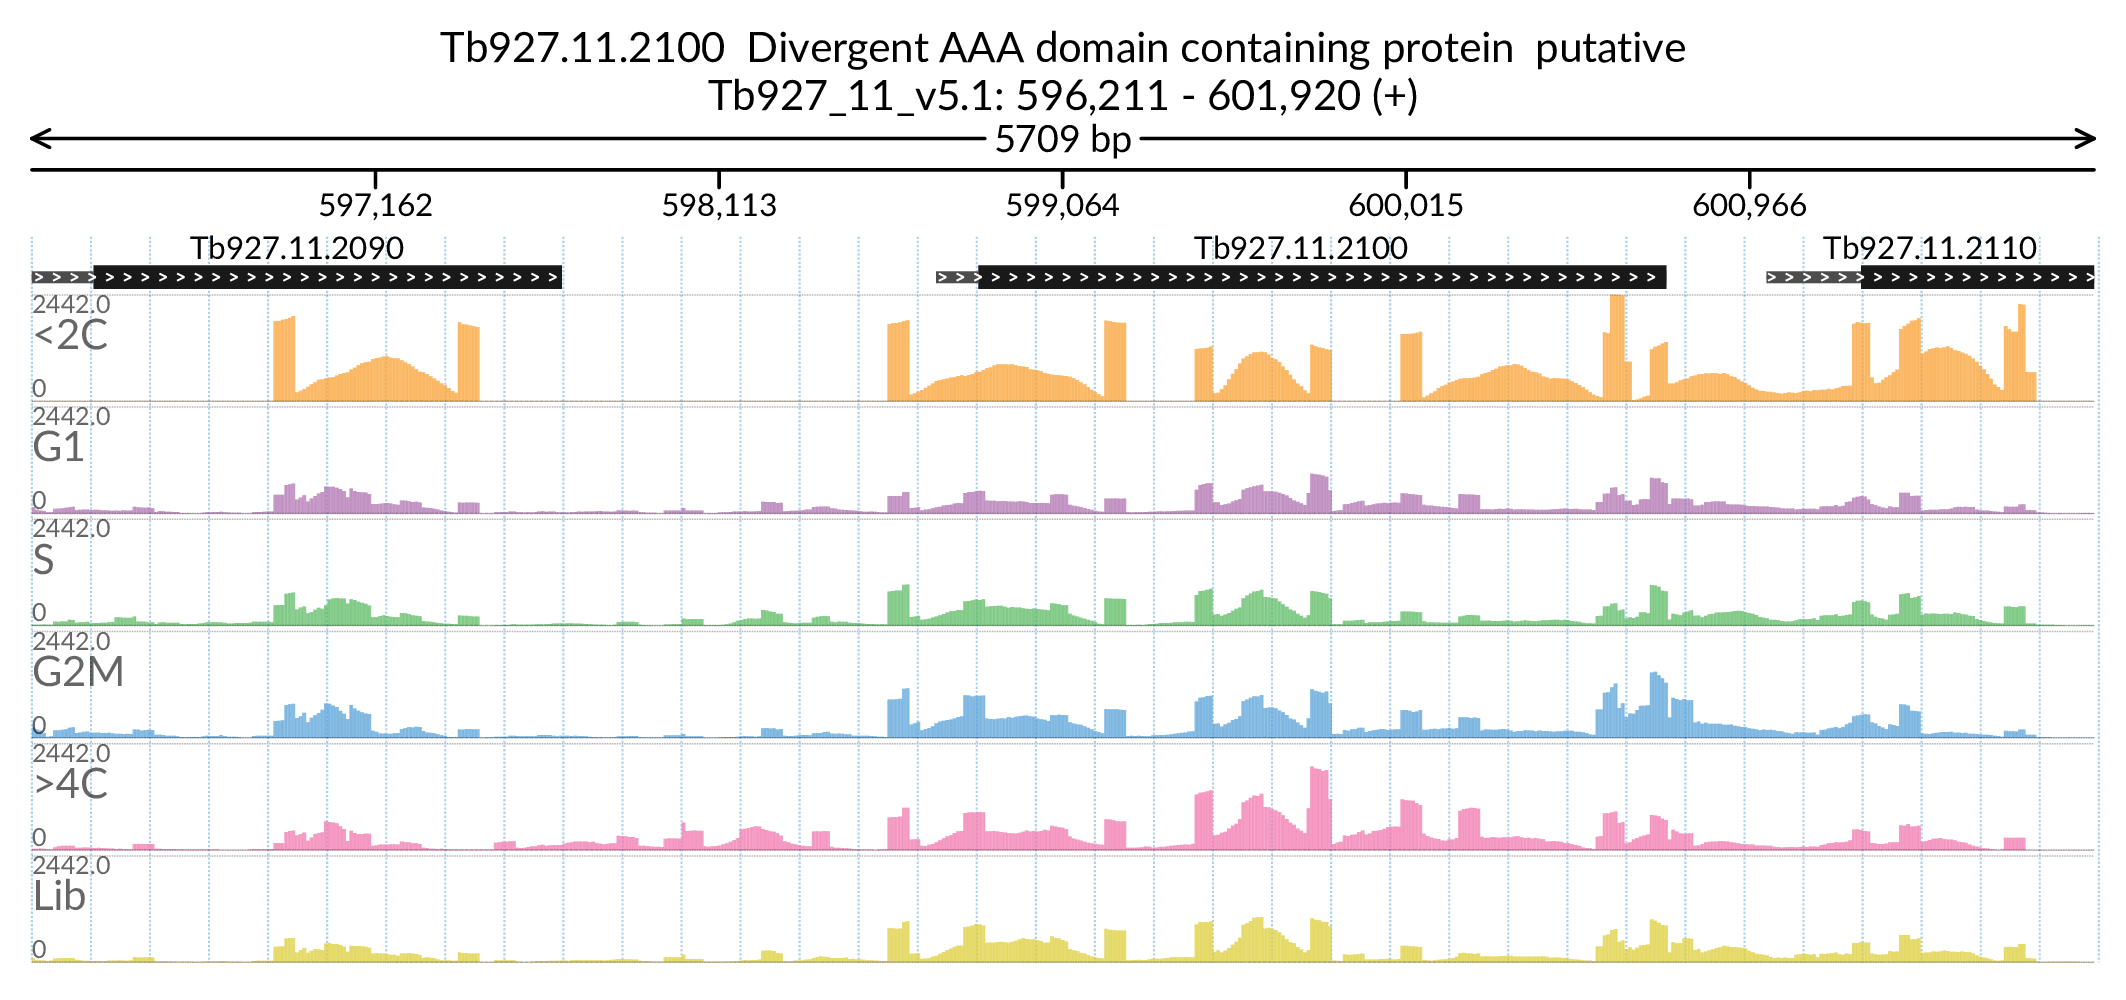 Tb927.11.2100  Divergent AAA domain containing protein  putative
Tb927_11_v5.1: 596,211 - 601,920 (+)
5709 bp
597,162 598,113 599,064 600,015 600,966
Tb927.11.2090 Tb927.11.2100 Tb927.11.2110
2442.0
<2C
0
2442.0
G1
0
2442.0
S
0
2442.0
G2M
0
2442.0
>4C
0
2442.0
Lib
0